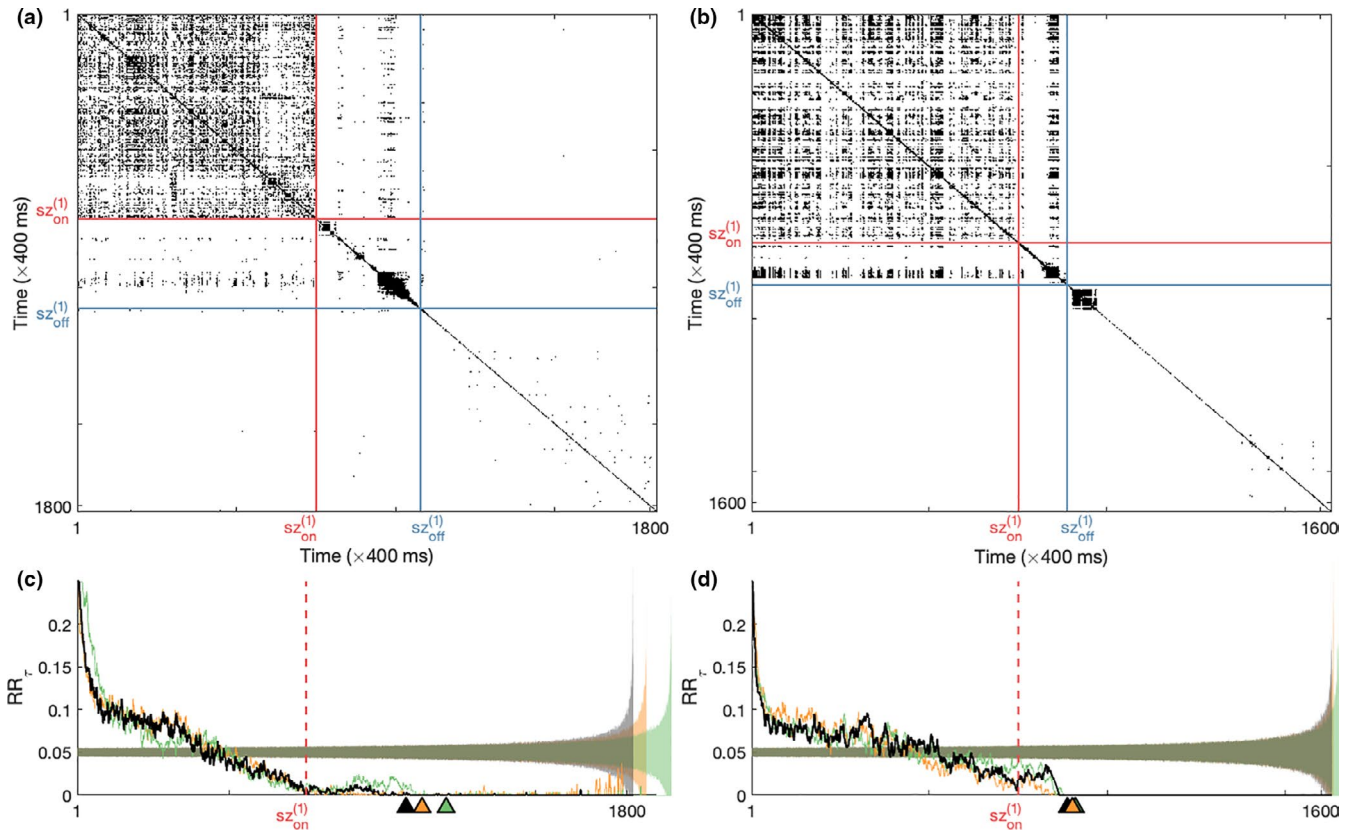 (a)
1
Time (×400 ms)
sz(1)on
sz(1)off
1800
1
sz(1)on
sz(1)off
1800
Time (×400 ms)
(b)
1
Time (×400 ms)
sz(1)on
sz(1)off
1600
1
sz(1)on
sz(1)off
1600
Time (×400 ms)
(c)
RRτ
0.2
0.15
0.1
0.05
0
1
sz(1)on
1800
(d)
RRτ
0.2
0.15
0.1
0.05
0
1
sz(1)on
1600